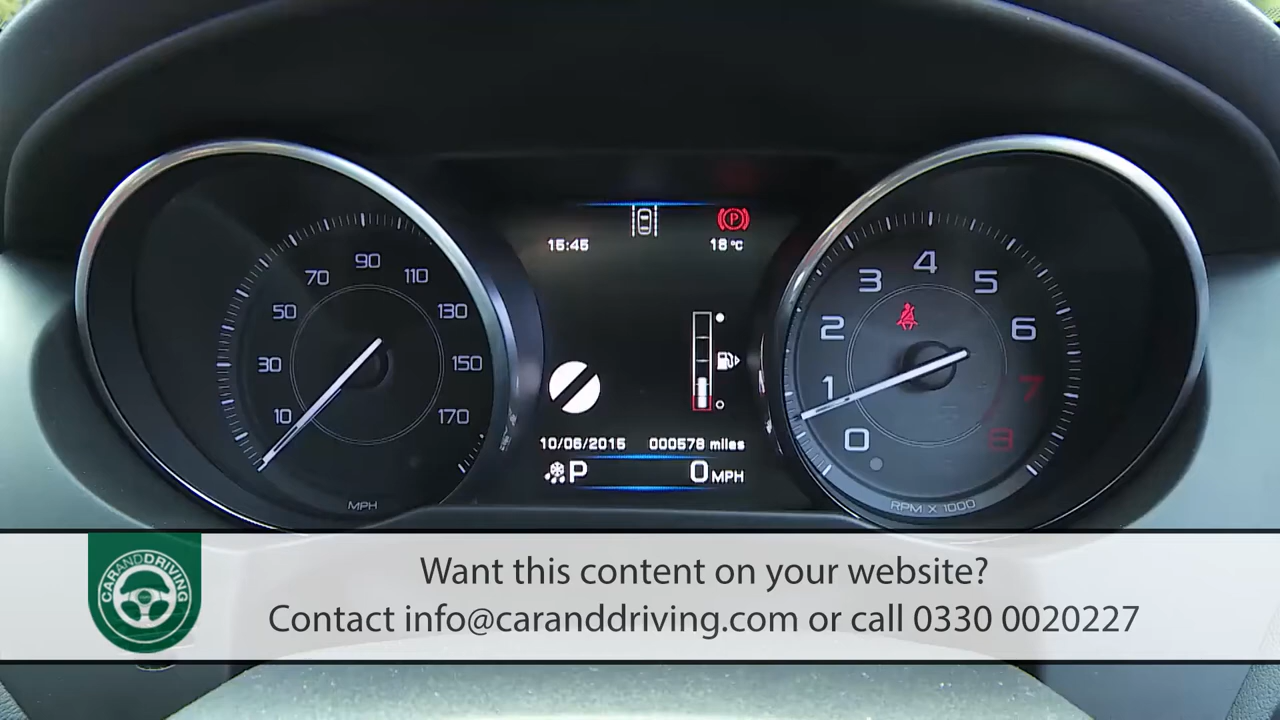 15:45
18°C
10
30
50
70
90
110
130
150
170
MPH
10/06/2015 000578 miles
P 0 MPH
0
1
2
3
4
5
6
7
8
RPM X 1000
P
CARANDDRIVING
Want this content on your website?
Contact info@caranddriving.com or call 0330 0020227